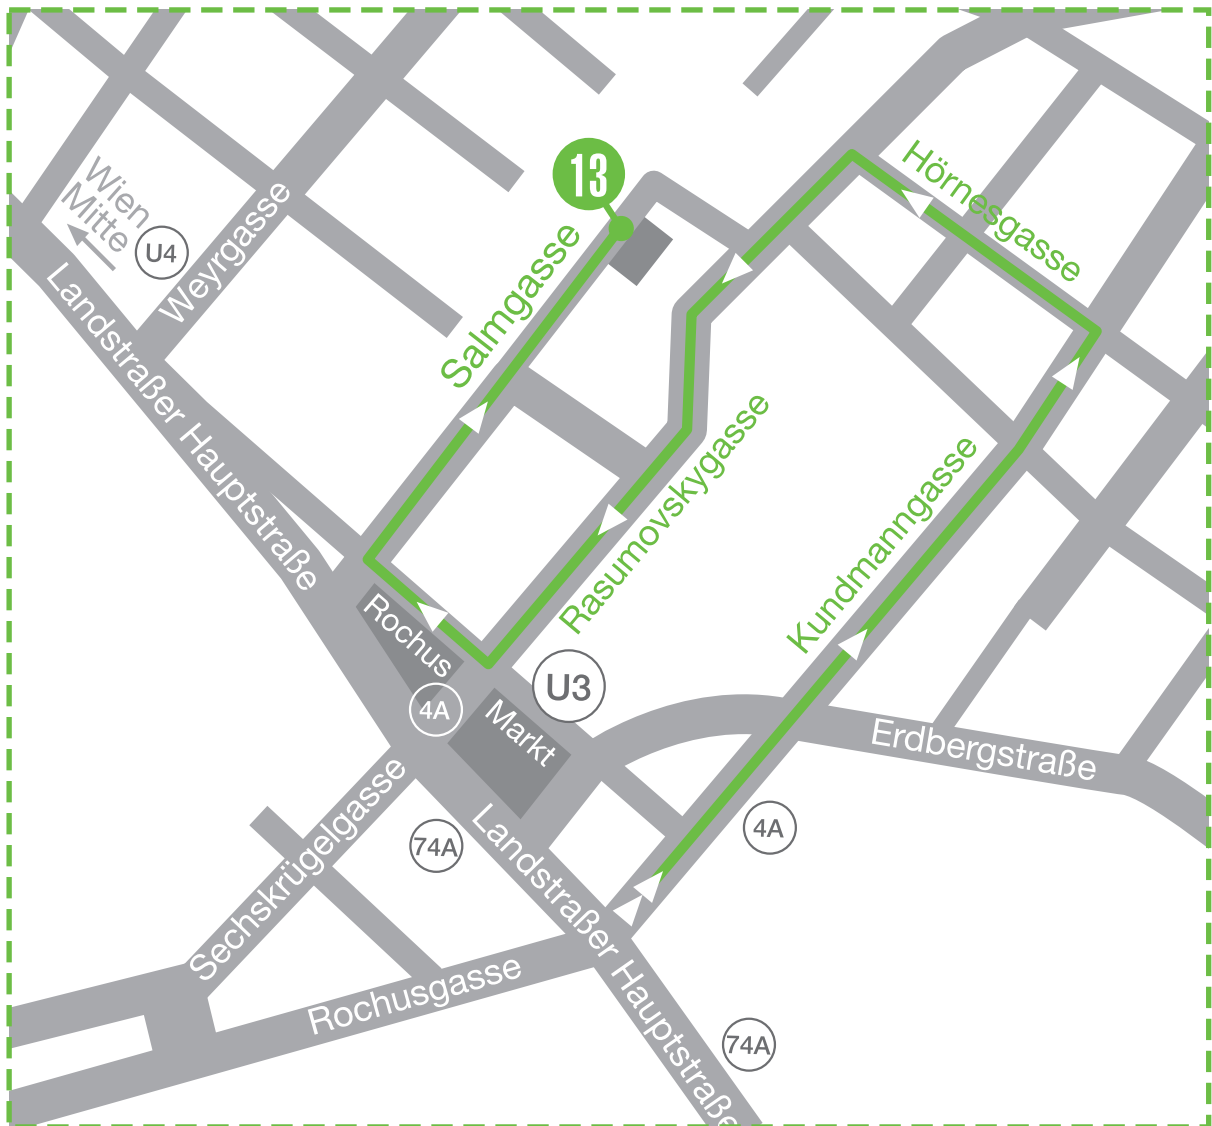 13
Hörnesgasse
Wien
Mitte
U4
Weyrgasse
Salmgasse
Landstraßer Hauptstraße
Rasumovskygasse
Kundmanngasse
Rochus
Markt
U3
4A
Erdbergstraße
4A
74A
Sechskrügelgasse
Landstraßer Hauptstraße
Rochusgasse
74A